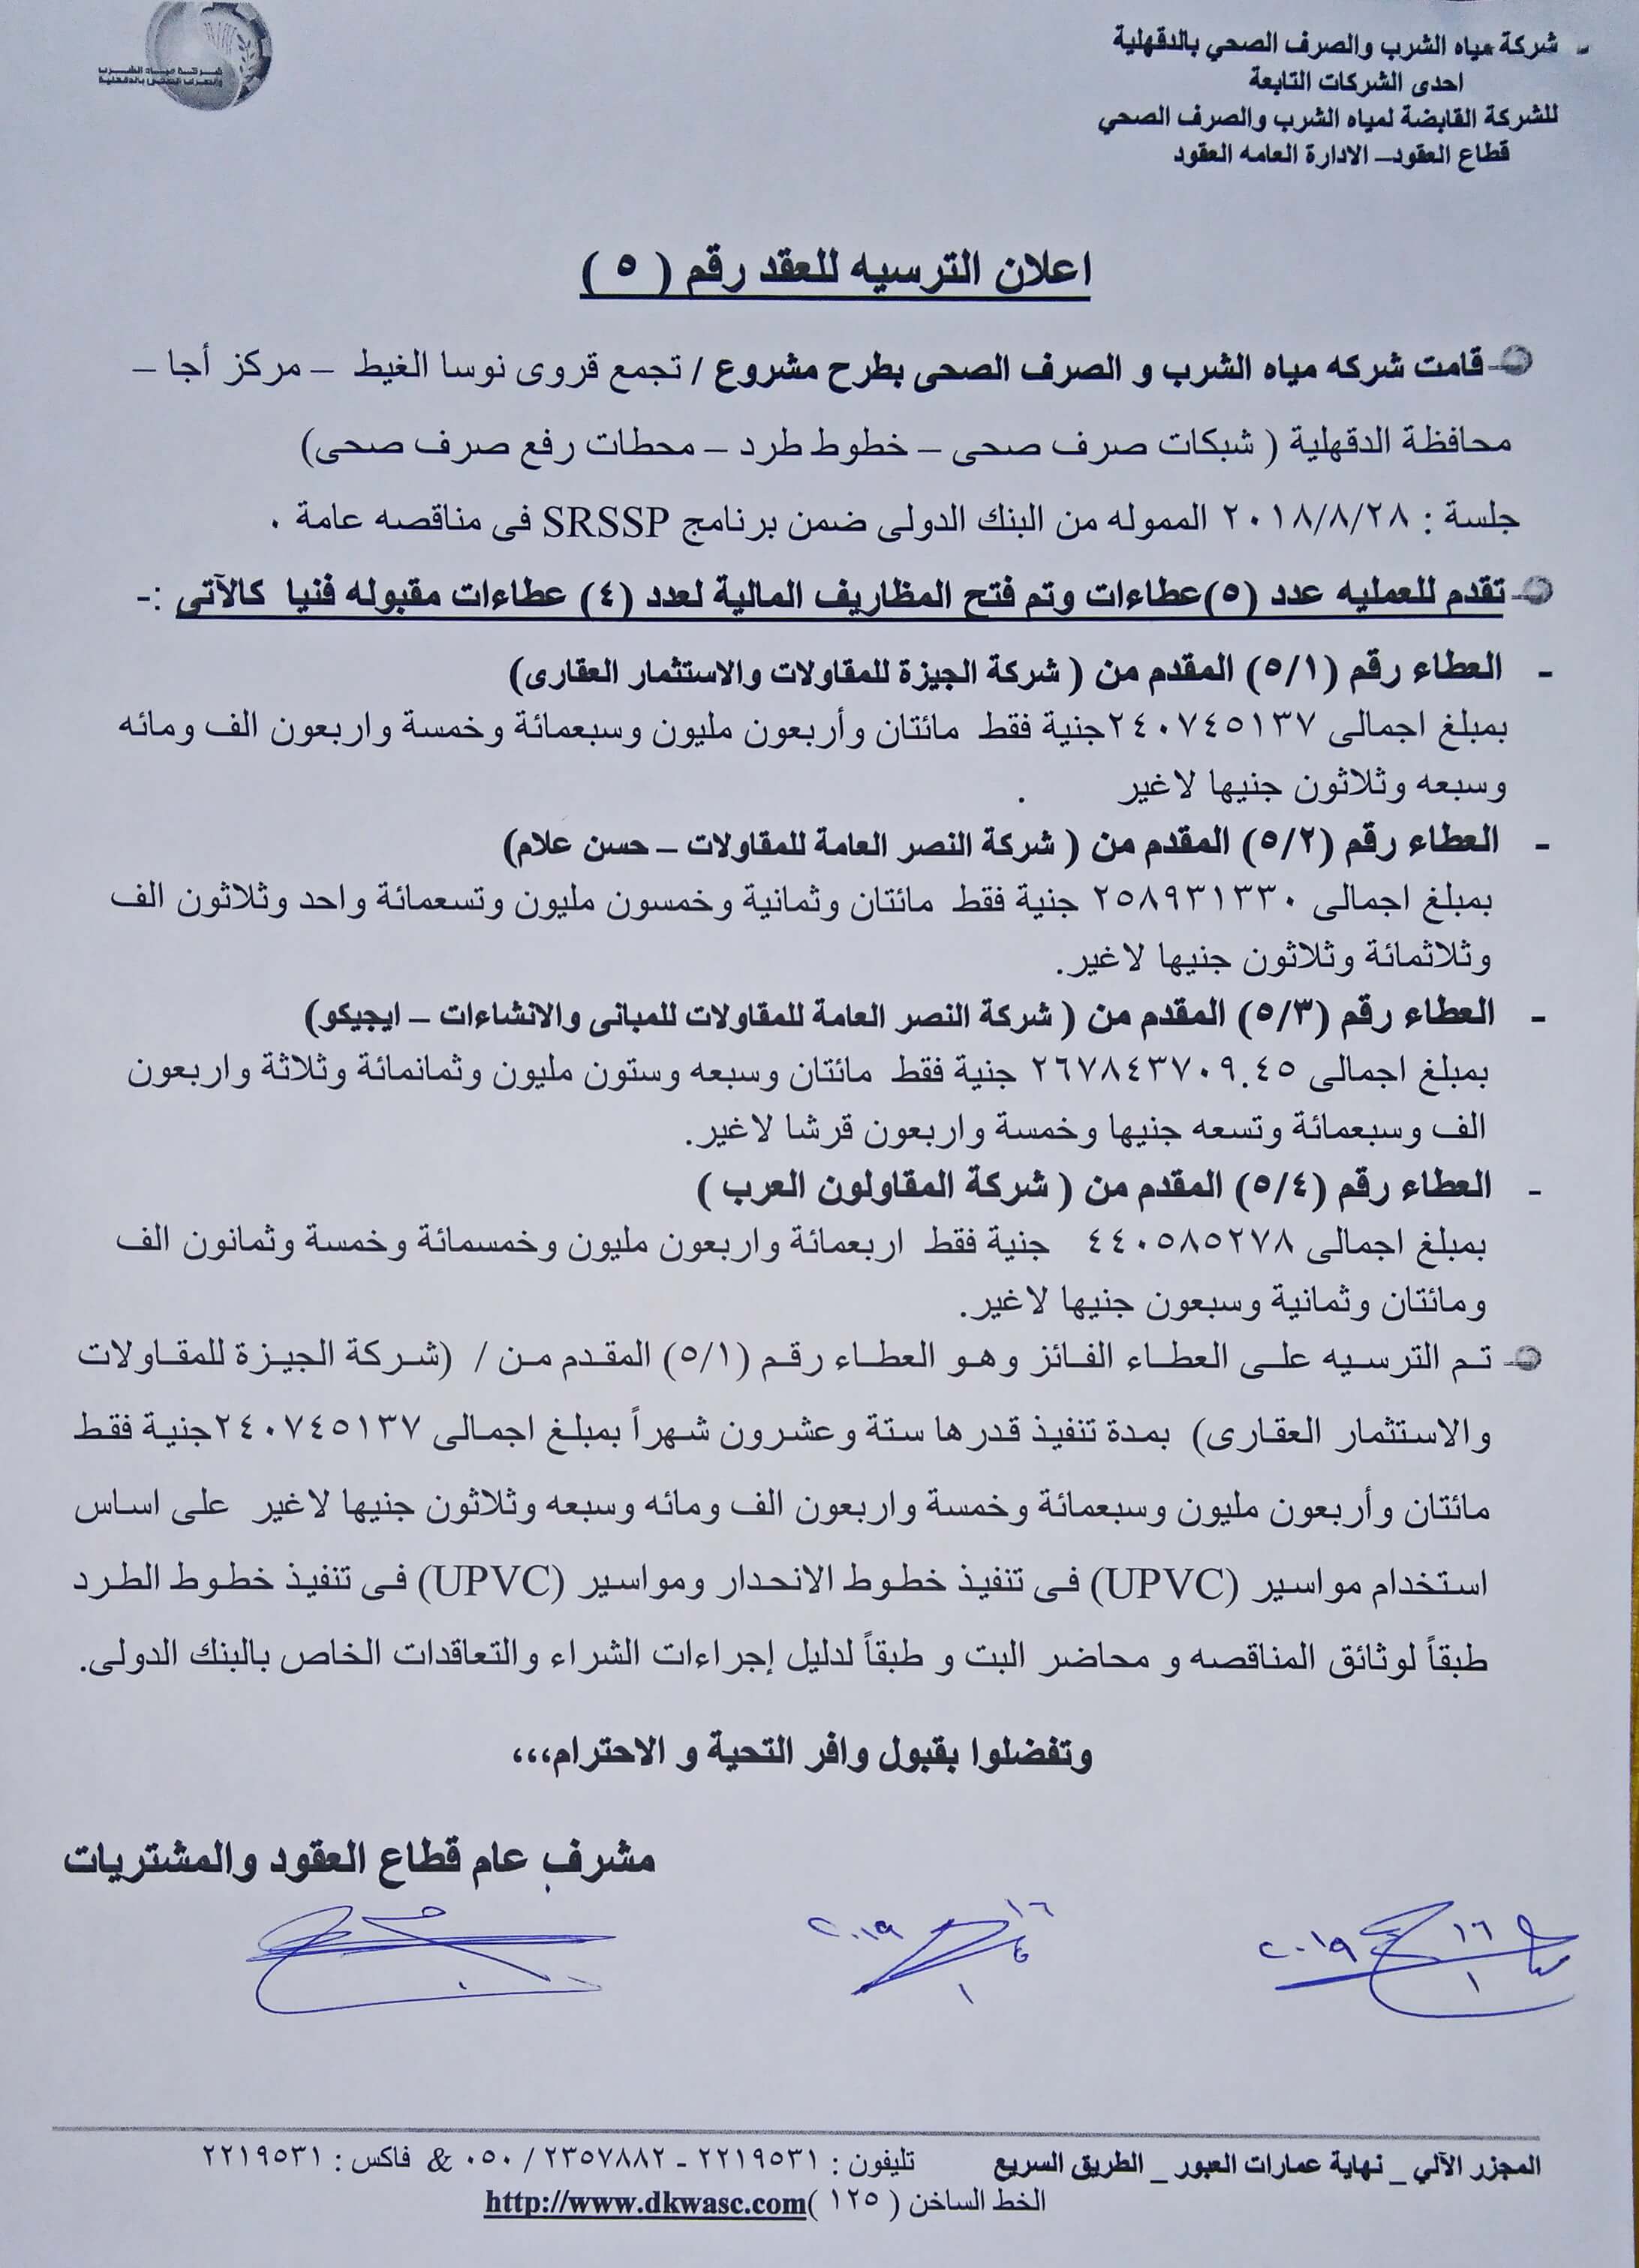 شركة مياه الشرب
والصرف الصحى بالدقهلية
شركة مياه الشرب والصرف الصحي بالدقهلية
احدى الشركات التابعة
للشركة القابضة لمياه الشرب والصرف الصحي
قطاع العقود– الادارة العامه العقود
اعلان الترسيه للعقد رقم ( ٥ )
قامت شركه مياه الشرب و الصرف الصحى بطرح مشروع / تجمع قروى نوسا الغيط – مركز أجا –
محافظة الدقهلية ( شبكات صرف صحى – خطوط طرد – محطات رفع صرف صحى)
جلسة : ٢٠١٨/٨/٢٨ المموله من البنك الدولى ضمن برنامج SRSSP فى مناقصه عامة .
تقدم للعمليه عدد (٥)عطاءات وتم فتح المظاريف المالية لعدد (٤) عطاءات مقبوله فنيا كالآتى :-
- العطاء رقم (٥/١) المقدم من ( شركة الجيزة للمقاولات والاستثمار العقارى)
بمبلغ اجمالى ٢٤٠٧٤٥١٣٧جنية فقط مائتان وأربعون مليون وسبعمائة وخمسة واربعون الف ومائه
وسبعه وثلاثون جنيها لاغير .
- العطاء رقم (٥/٢) المقدم من ( شركة النصر العامة للمقاولات – حسن علام)
بمبلغ اجمالى ٢٥٨٩٣١٣٣٠ جنية فقط مائتان وثمانية وخمسون مليون وتسعمائة واحد وثلاثون الف
وثلاثمائة وثلاثون جنيها لاغير.
- العطاء رقم (٥/٣) المقدم من ( شركة النصر العامة للمقاولات للمبانى والانشاءات – ايجيكو)
بمبلغ اجمالى ٢٦٧٨٤٣٧٠٩.٤٥ جنية فقط مائتان وسبعه وستون مليون وثمانمائة وثلاثة واربعون
الف وسبعمائة وتسعه جنيها وخمسة واربعون قرشا لاغير.
- العطاء رقم (٥/٤) المقدم من ( شركة المقاولون العرب )
بمبلغ اجمالى ٤٤٠٥٨٥٢٧٨ جنية فقط اربعمائة واربعون مليون وخمسمائة وخمسة وثمانون الف
ومائتان وثمانية وسبعون جنيها لاغير.
تم الترسيه على العطاء الفائز وهو العطاء رقم (٥/١) المقدم من / (شركة الجيزة للمقاولات
والاستثمار العقارى) بمدة تنفيذ قدرها ستة وعشرون شهراً بمبلغ اجمالى ٢٤٠٧٤٥١٣٧جنية فقط
مائتان وأربعون مليون وسبعمائة وخمسة واربعون الف ومائه وسبعه وثلاثون جنيها لاغير على اساس
استخدام مواسير (UPVC) فى تنفيذ خطوط الانحدار ومواسير (UPVC) فى تنفيذ خطوط الطرد
طبقاً لوثائق المناقصه و محاضر البت و طبقاً لدليل إجراءات الشراء والتعاقدات الخاص بالبنك الدولى.
وتفضلوا بقبول وافر التحية و الاحترام،،،
مشرف عام قطاع العقود والمشتريات
١٦ ١ ٢٠١٩
١٦ ١ ٢٠١٩
المجزر الآلي _ نهاية عمارات العبور _ الطريق السريع تليفون : ٢٢١٩٥٣١ - ٢٣٥٧٨٨٢ / ٠٥٠ & فاكس : ٢٢١٩٥٣١
الخط الساخن ( ١٢٥ )http://www.dkwasc.com